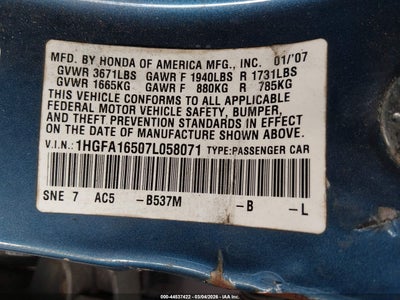 MFD. BY HONDA OF AMERICA MFG., INC. 01/'07
GVWR 3671LBS GAWR F 1940LBS R 1731LBS
GVWR 1665KG GAWR F 880KG R 785KG
THIS VEHICLE CONFORMS TO ALL APPLICABLE
FEDERAL MOTOR VEHICLE SAFETY, BUMPER,
AND THEFT PREVENTION STANDARDS IN EFFECT
ON THE DATE OF MANUFACTURE SHOWN ABOVE.
V.I.N.: 1HGFA16507L058071 TYPE:PASSENGER CAR
SNE 7 AC5 -B537M -B -L
000-44537422 - 03/04/2026 - IAA Inc.